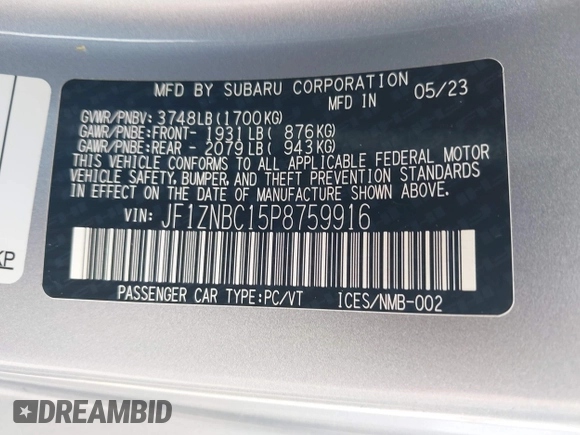 MFD BY SUBARU CORPORATION 05/23
MFD IN
GVWR/PNBV: 3748LB(1700KG)
GAWR/PNBE:FRONT- 1931LB( 876KG)
GAWR/PNBE:REAR - 2079LB( 943KG)
THIS VEHICLE CONFORMS TO ALL APPLICABLE FEDERAL MOTOR
VEHICLE SAFETY, BUMPER, AND THEFT PREVENTION STANDARDS
IN EFFECT ON THE DATE OF MANUFACTURE SHOWN ABOVE.
VIN: JF1ZNBC15P8759916
PASSENGER CAR TYPE:PC/VT ICES/NMB-002
KP
DREAMBID